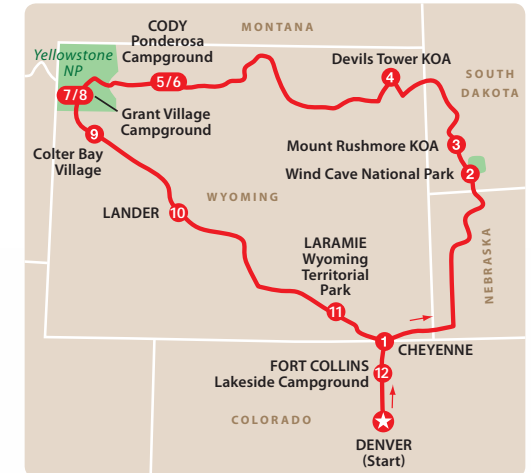 MONTANA
CODY
Ponderosa
Campground
5/6
Yellowstone
NP
7/8
Grant Village
Campground
Devils Tower KOA
4
SOUTH
DAKOTA
9
Colter Bay
Village
Mount Rushmore KOA
3
Wind Cave National Park
2
WYOMING
LANDER
10
NEBRASKA
LARAMIE
Wyoming
Territorial
Park
11
1
CHEYENNE
FORT COLLINS
Lakeside Campground
12
COLORADO
DENVER
(Start)